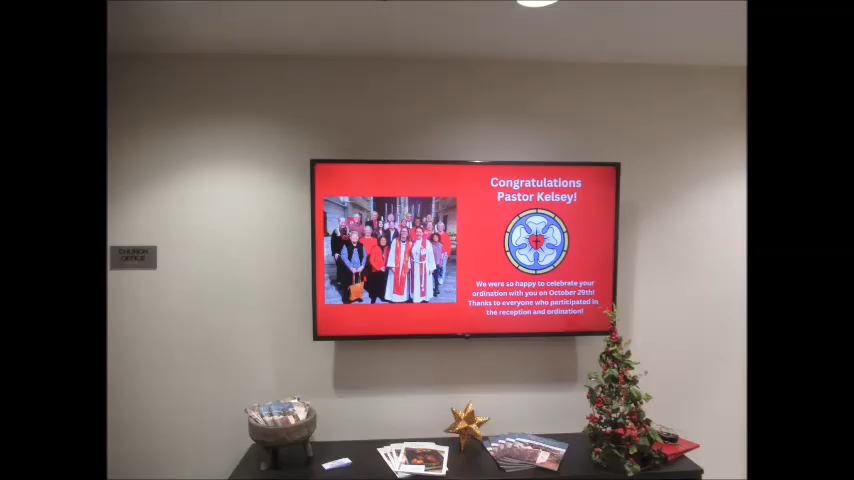 CHURCH
OFFICE
Congratulations
Pastor Kelsey!
We were so happy to celebrate your
ordination with you on October 29th!
Thanks to everyone who participated in
the reception and ordination!